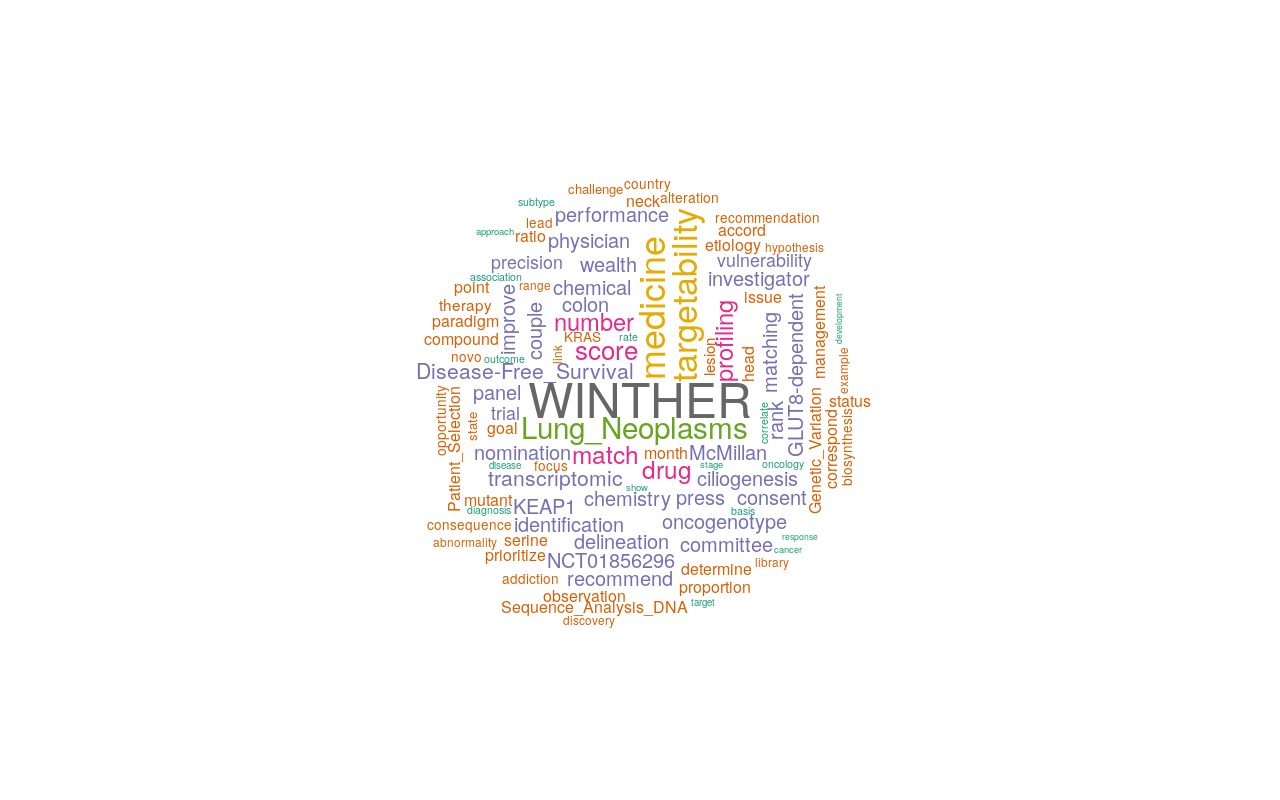 challenge
country
subtype
neck
alteration
performance
recommendation
approach
lead
ratio
physician
accord
etiology
hypothesis
precision
wealth
medicine
targetability
vulnerability
association
range
chemical
investigator
point
improve
couple
colon
issue
therapy
number
profiling
matching
GLUT8-dependent
management
development
paradigm
compound
KRAS
rate
novo
outcome
link
score
lesion
head
example
Disease-Free_Survival
panel
WINTHER
opportunity
Patient_Selection
state
trial
goal
Lung_Neoplasms
correlate
rank
Genetic_Variation
correspond
status
biosynthesis
nomination
match
month
McMillan
disease
focus
drug
stage
oncology
transcriptomic
show
ciliogenesis
mutant
diagnosis
KEAP1
chemistry
press
consent
basis
consequence
identification
oncogenotype
abnormality
serine
delineation
committee
response
cancer
prioritize
NCT01856296
determine
library
addiction
recommend
proportion
observation
Sequence_Analysis_DNA
target
discovery